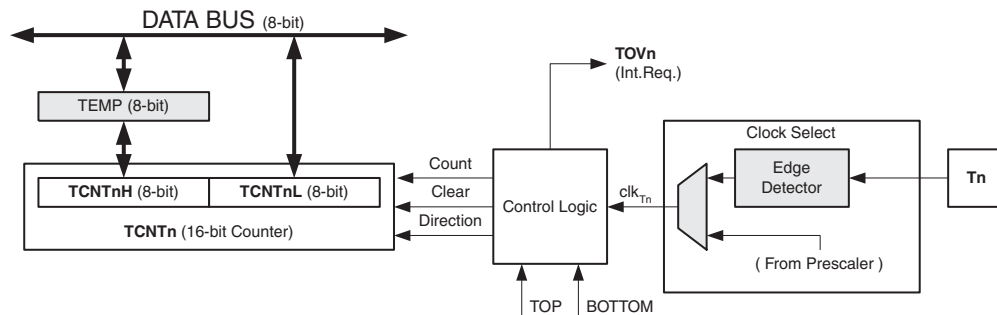 DATA BUS (8-bit)
TOVn
(Int.Req.)
TEMP (8-bit)
Clock Select
Count
Edge
Detector
Tn
TCNTnH (8-bit) TCNTnL (8-bit)
Clear
Control Logic
clkTn
TCNTn (16-bit Counter)
Direction
( From Prescaler )
TOP
BOTTOM